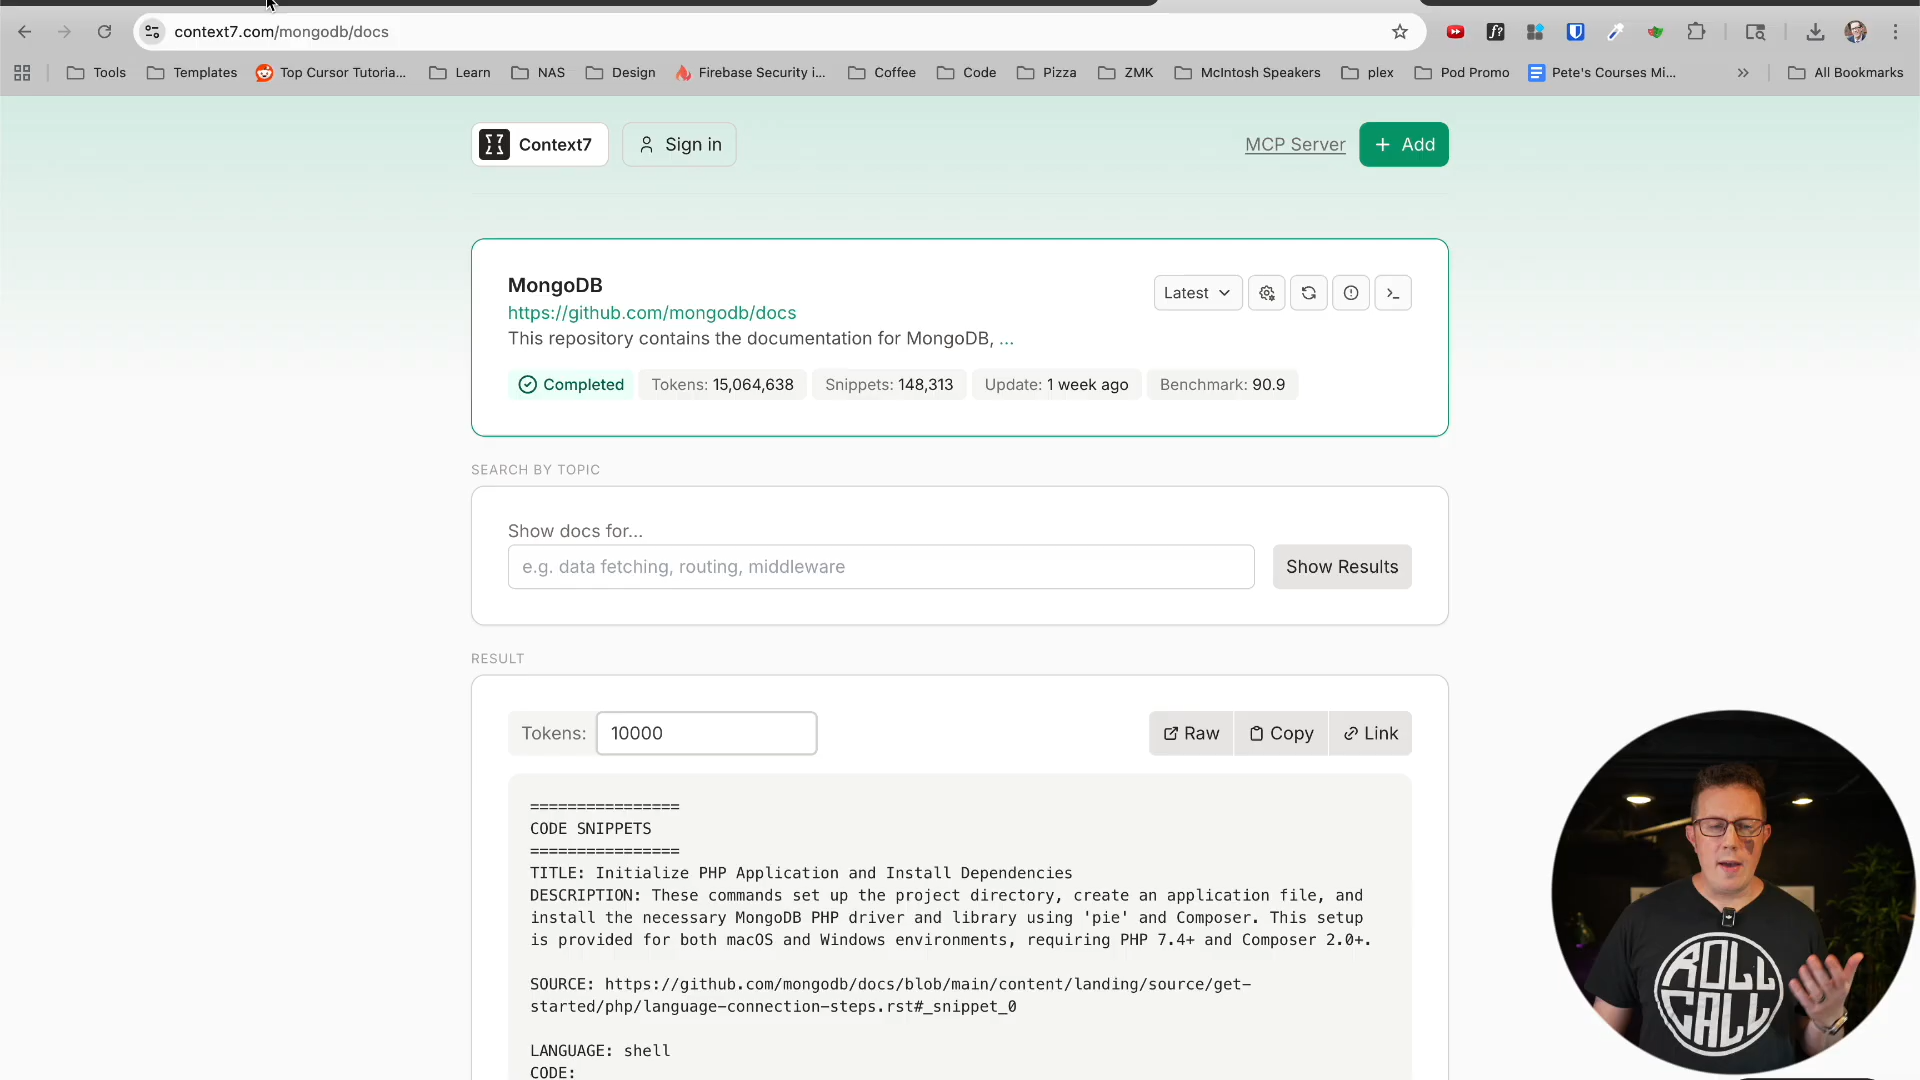 context7.com/mongodb/docs
Tools
Templates
Top Cursor Tutoria...
Learn
NAS
Design
Firebase Security i...
Coffee
Code
Pizza
ZMK
McIntosh Speakers
plex
Pod Promo
Pete's Courses Mi...
»
All Bookmarks
Context7
Sign in
MCP Server
+ Add
MongoDB
Latest
https://github.com/mongodb/docs
This repository contains the documentation for MongoDB, ...
Completed
Tokens: 15,064,638
Snippets: 148,313
Update: 1 week ago
Benchmark: 90.9
SEARCH BY TOPIC
Show docs for...
e.g. data fetching, routing, middleware
Show Results
RESULT
Tokens: 10000
Raw
Copy
Link
================
CODE SNIPPETS
================
TITLE: Initialize PHP Application and Install Dependencies
DESCRIPTION: These commands set up the project directory, create an application file, and
install the necessary MongoDB PHP driver and library using 'pie' and Composer. This setup
is provided for both macOS and Windows environments, requiring PHP 7.4+ and Composer 2.0+.
SOURCE: https://github.com/mongodb/docs/blob/main/content/landing/source/get-
started/php/language-connection-steps.rst#_snippet_0
LANGUAGE: shell
CODE:
ROLL
CALL